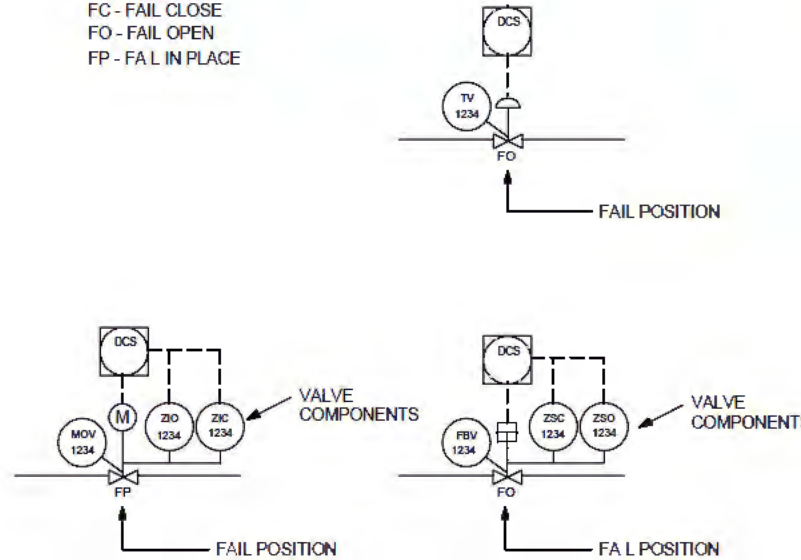 FC - FAIL CLOSE
FO - FAIL OPEN
FP - FA L IN PLACE
DCS
TV
1234
FO
FAIL POSITION
DCS
M
ZIO
1234
ZIC
1234
MOV
1234
FP
VALVE
COMPONENTS
FAIL POSITION
DCS
ZSC
1234
ZSO
1234
FBV
1234
FO
VALVE
COMPONENTS
FA L POSITION